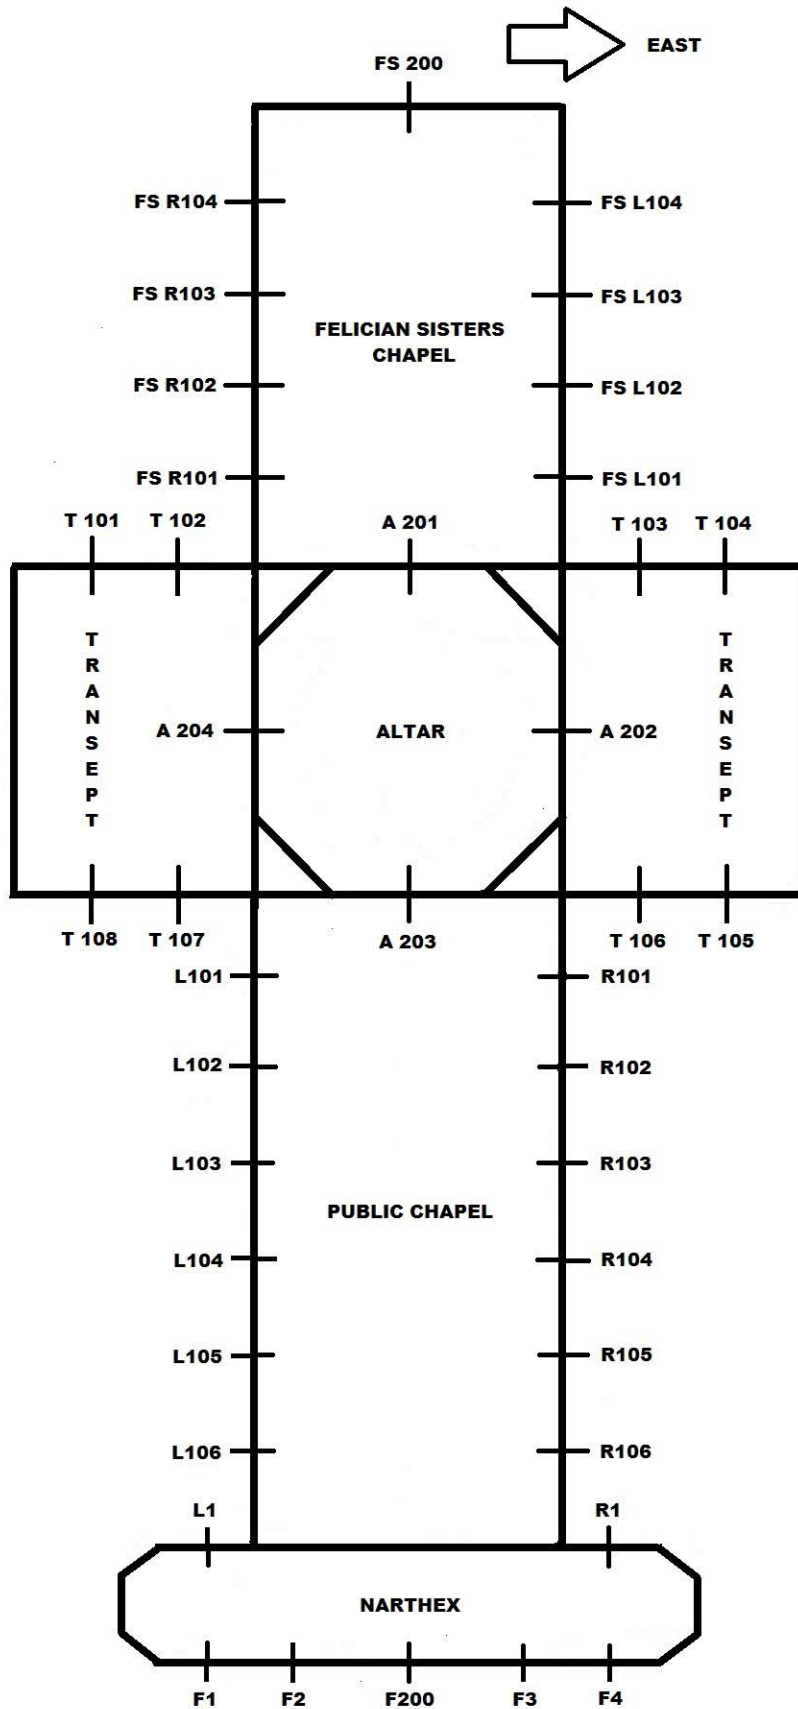 EAST
FS 200
FS R104
FS L104
FS R103
FS L103
FELICIAN SISTERS
CHAPEL
FS R102
FS L102
FS R101
FS L101
T 101
T 102
A 201
T 103
T 104
TRANSEPT
A 204
ALTAR
A 202
TRANSEPT
T 108
T 107
A 203
T 106
T 105
L101
R101
L102
R102
L103
R103
PUBLIC CHAPEL
L104
R104
L105
R105
L106
R106
L1
R1
NARTHEX
F1
F2
F200
F3
F4